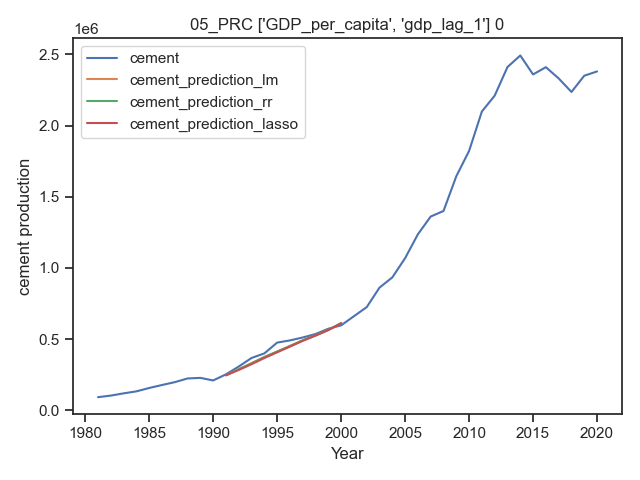 05_PRC ['GDP_per_capita', 'gdp_lag_1'] 0
1e6
cement
cement_prediction_lm
cement_prediction_rr
cement_prediction_lasso
2.5
2.0
1.5
1.0
0.5
0.0
cement production
1980 1985 1990 1995 2000 2005 2010 2015 2020
Year